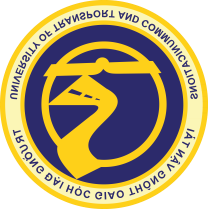 TRƯỜNG ĐẠI HỌC GIAO THÔNG VẬN TẢI
UNIVERSITY OF TRANSPORT AND COMMUNICATIONS